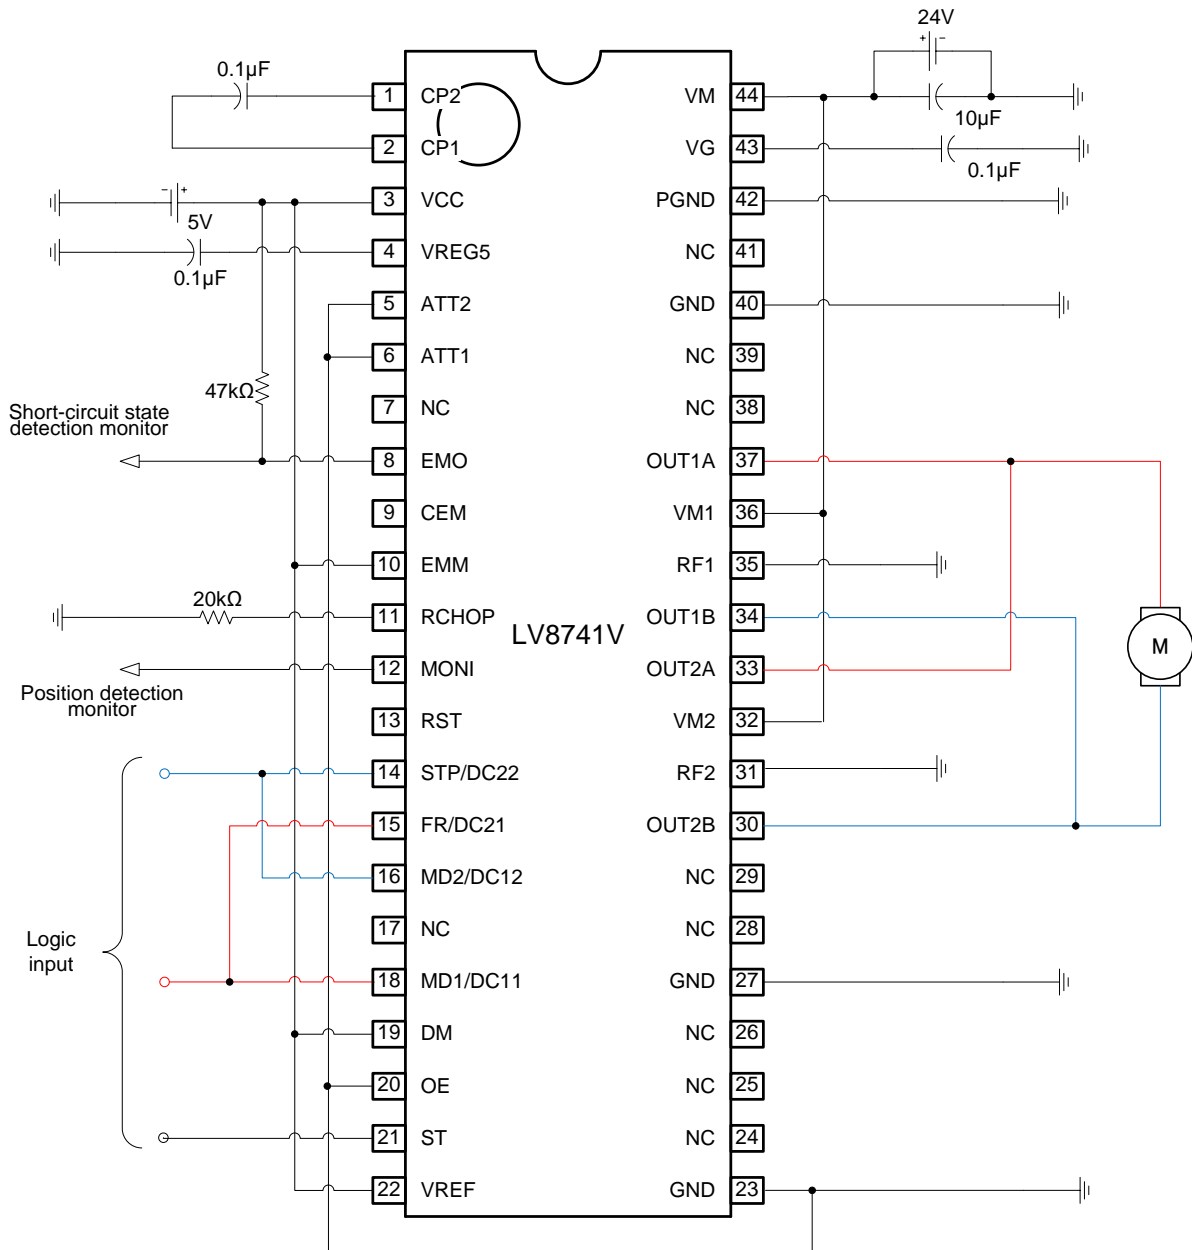 24V
+ -
0.1µF
10µF
0.1µF
1 CP2
2 CP1
- +
5V
3 VCC
4 VREG5
0.1µF
5 ATT2
6 ATT1
47kΩ
7 NC
Short-circuit state
detection monitor
8 EMO
9 CEM
10 EMM
20kΩ
11 RCHOP
12 MONI
Position detection
monitor
13 RST
14 STP/DC22
15 FR/DC21
16 MD2/DC12
17 NC
Logic
input
18 MD1/DC11
19 DM
20 OE
21 ST
22 VREF
LV8741V
VM 44
VG 43
PGND 42
NC 41
GND 40
NC 39
NC 38
OUT1A 37
VM1 36
RF1 35
OUT1B 34
OUT2A 33
VM2 32
RF2 31
OUT2B 30
NC 29
NC 28
GND 27
NC 26
NC 25
NC 24
GND 23
M